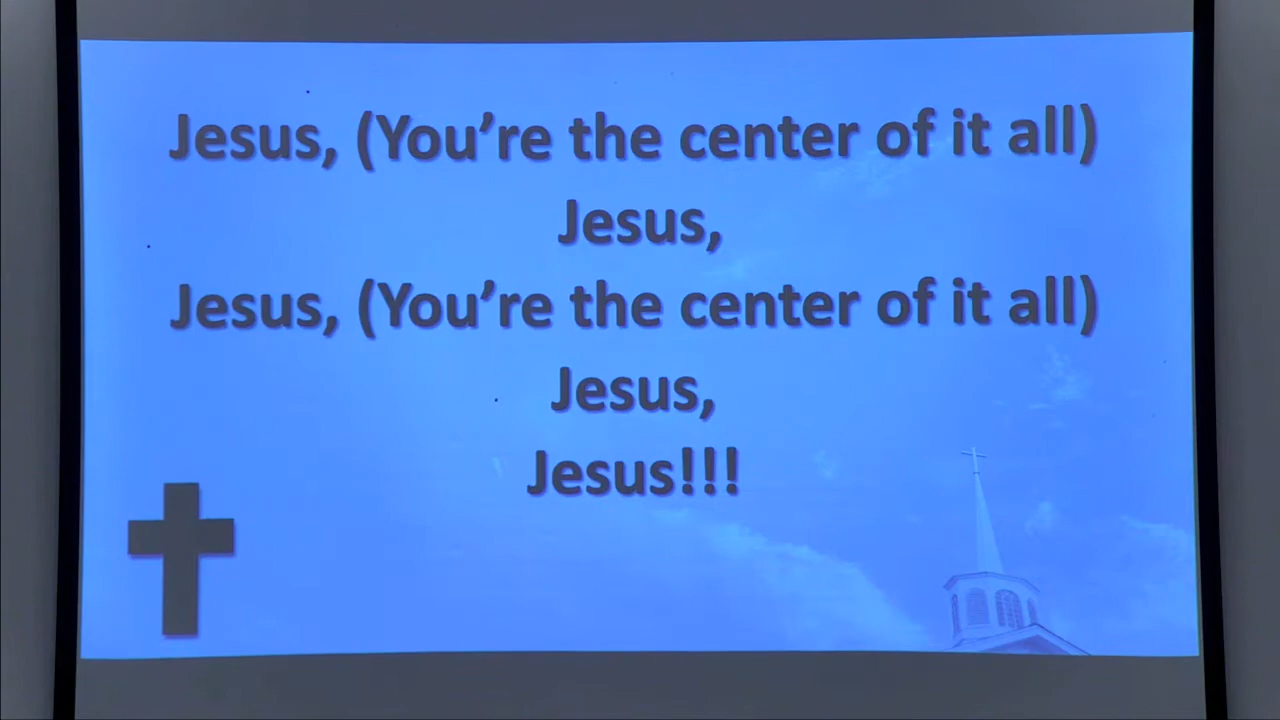 Jesus, (You’re the center of it all)
Jesus,
Jesus, (You’re the center of it all)
Jesus,
Jesus!!!